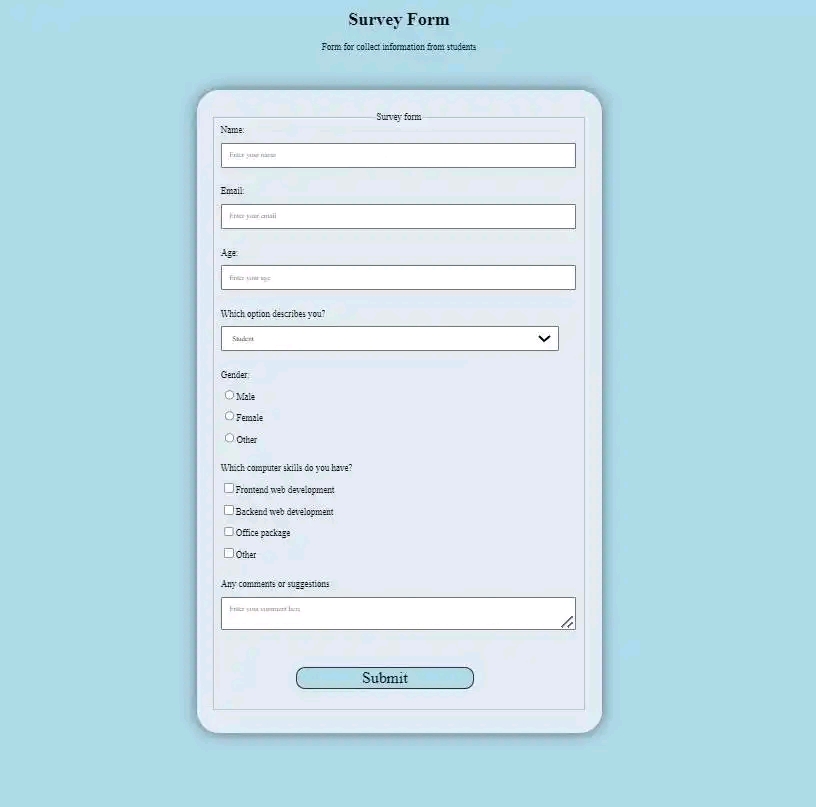 Survey Form
Form for collect information from students
Survey form
Name:
Enter your name
Email:
Enter your email
Age:
Enter your age
Which option describes you?
Student
Gender:
Male
Female
Other
Which computer skills do you have?
Frontend web development
Backend web development
Office package
Other
Any comments or suggestions
Enter your comment here
Submit